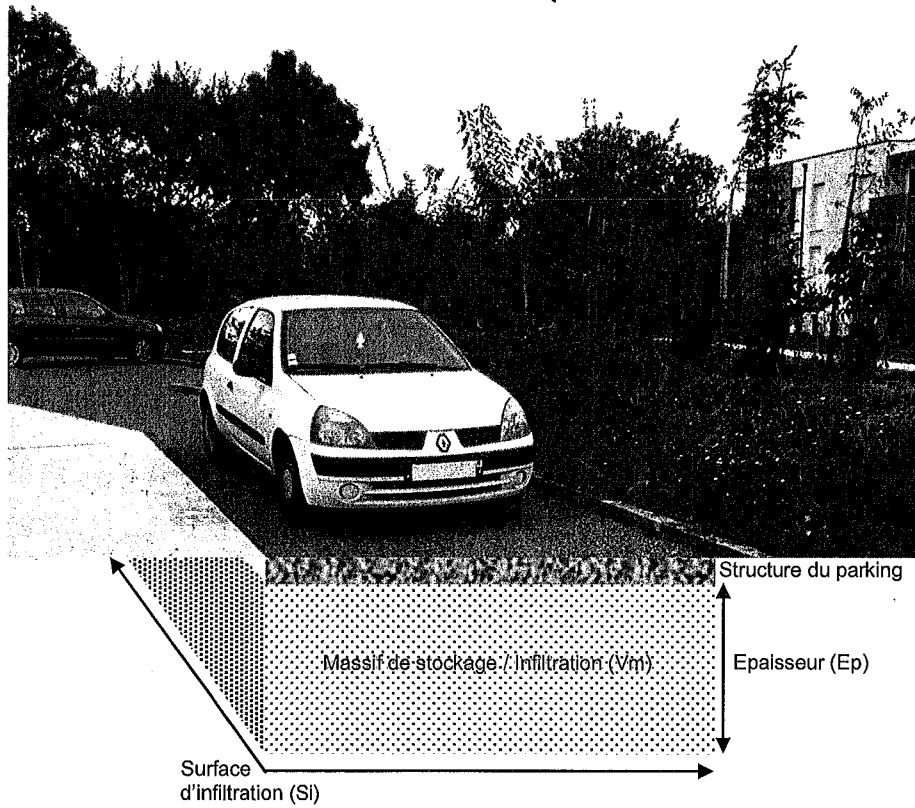 Structure du parking
Massif de stockage / Infiltration (Vm)
Epaisseur (Ep)
Surface
d'infiltration (Si)